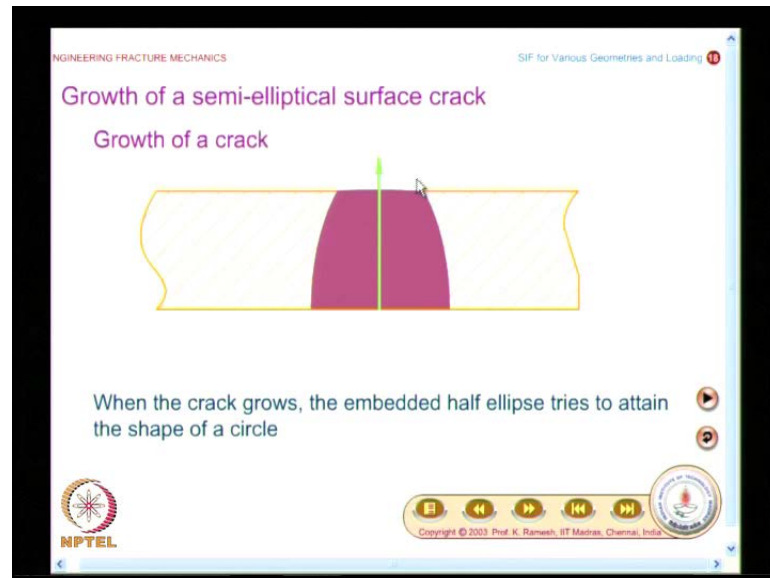 NGINEERING FRACTURE MECHANICS
SIF for Various Geometries and Loading 18
Growth of a semi-elliptical surface crack
Growth of a crack
When the crack grows, the embedded half ellipse tries to attain
the shape of a circle
NPTEL
Copyright © 2003 Prof. K. Ramesh, IIT Madras, Chennai, India